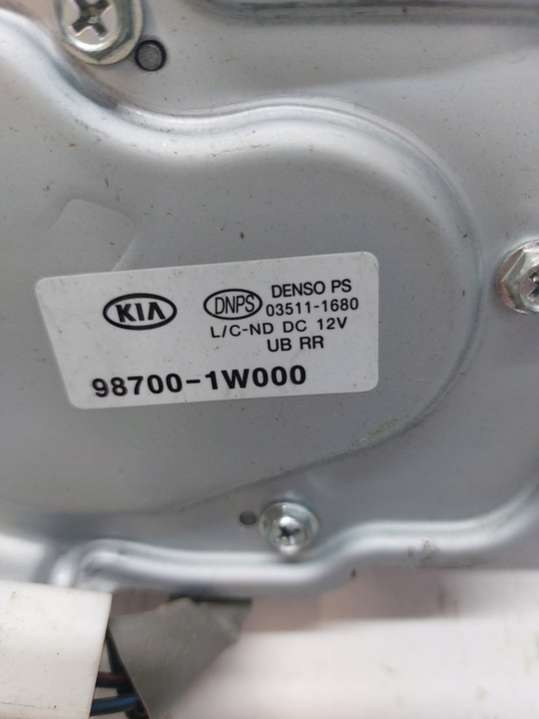 KIA DNPS DENSO PS
03511-1680
L/C-ND DC 12V
UB RR
98700-1W000